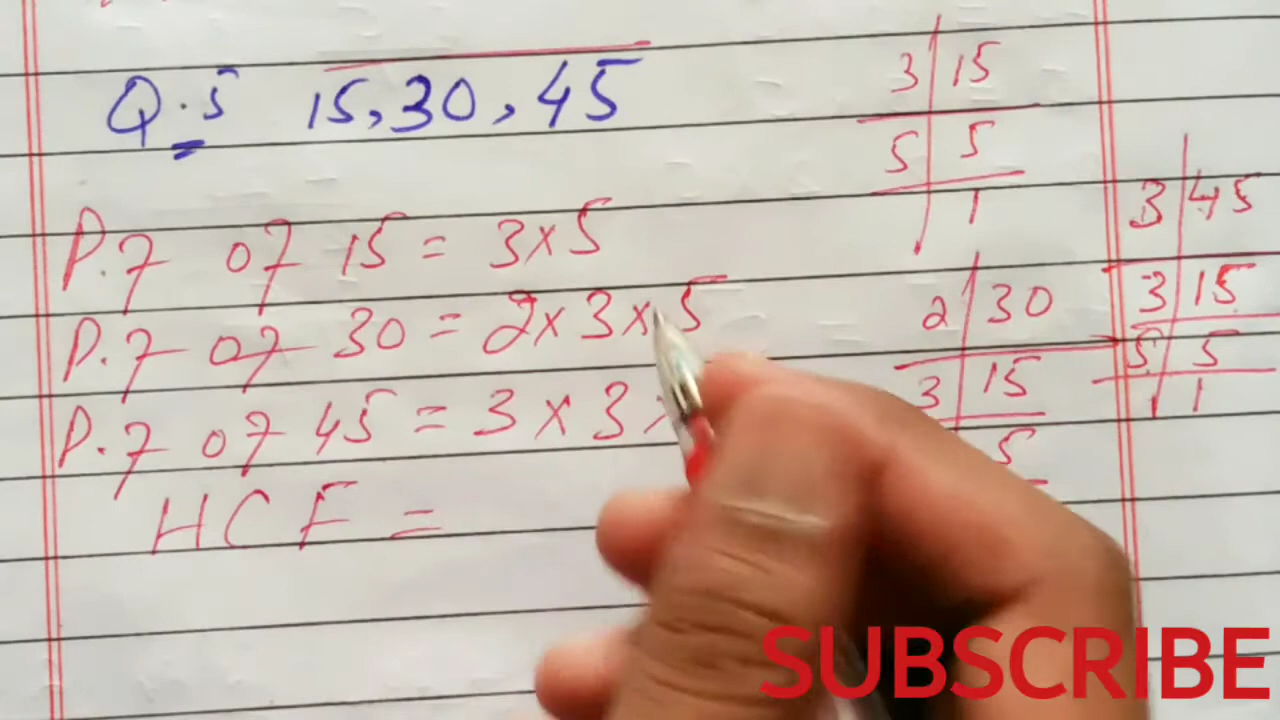 Q.5 15,30,45
P.F of 15 = 3x5
P.F of 30 = 2x3x5
P.F of 45 = 3x3x
HCF =
3 15
5 5
1
2 30
3 15
5
3 45
3 15
5 5
1
SUBSCRIBE